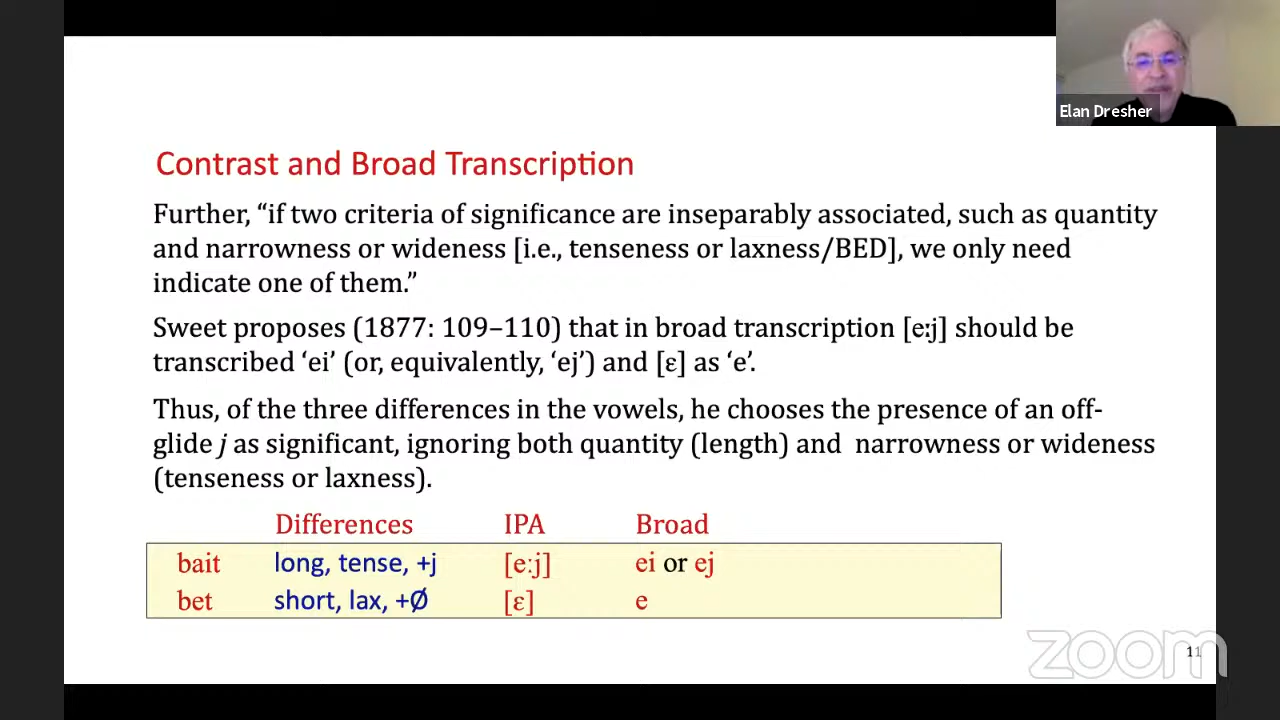 Elan Dresher
Contrast and Broad Transcription
Further, “if two criteria of significance are inseparably associated, such as quantity
and narrowness or wideness [i.e., tenseness or laxness/BED], we only need
indicate one of them.”
Sweet proposes (1877: 109–110) that in broad transcription [eːj] should be
transcribed ‘ei’ (or, equivalently, ‘ej’) and [ɛ] as ‘e’.
Thus, of the three differences in the vowels, he chooses the presence of an off-
glide j as significant, ignoring both quantity (length) and narrowness or wideness
(tenseness or laxness).
Differences IPA Broad
bait long, tense, +j [eːj] ei or ej
bet short, lax, +Ø [ɛ] e
zoom
11